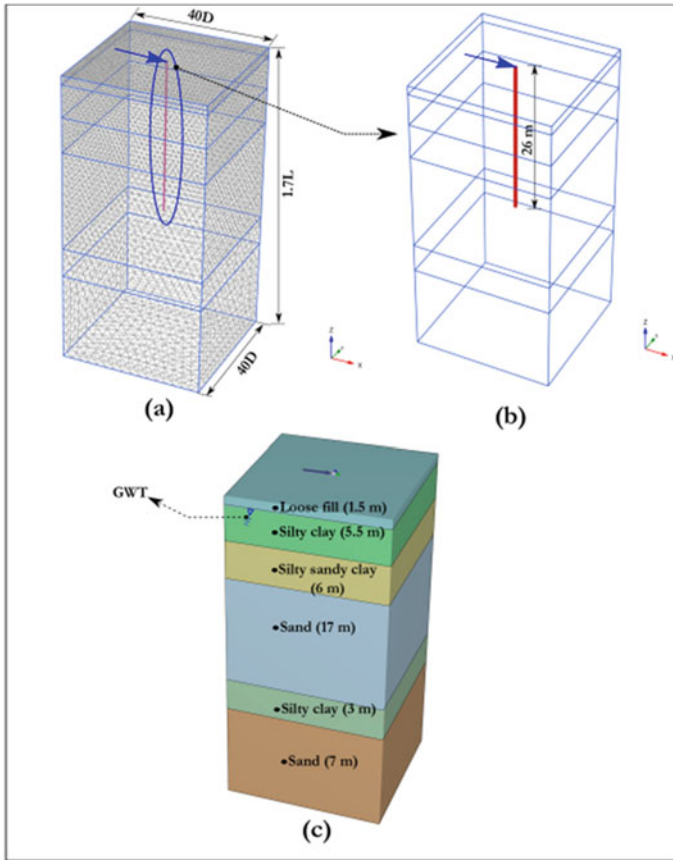 40D
1.7L
40D
z
x
(a)
26 m
z
(b)
GWT
Loose fill (1.5 m)
Silty clay (5.5 m)
Silty sandy clay
(6 m)
Sand (17 m)
Silty clay (3 m)
Sand (7 m)
(c)